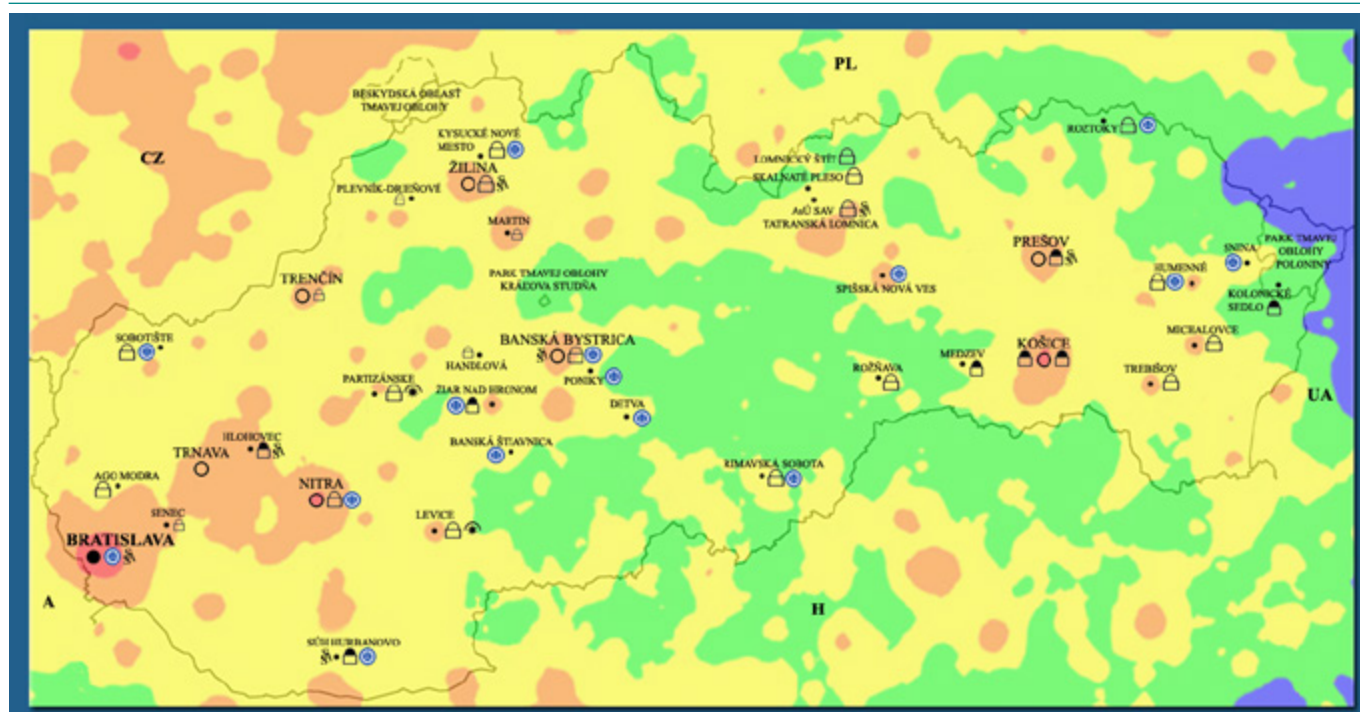 PL
BESKYDSKÁ OBLASŤ
TMAVEJ OBLOHY
CZ
KYSUCKÉ NOVÉ
MESTO
ŽILINA
PLEVNÍK-DRIEŇOVÉ
MARTIN
ROZTOKY
LOMNICKÝ ŠTÍT
SKALNATÉ PLESO
AsÚ SAV
TATRANSKÁ LOMNICA
PREŠOV
SNINA
PARK TMAVEJ
OBLOHY
POLONINY
TRENČÍN
PARK TMAVEJ OBLOHY
KRÁĽOVA STUDŇA
SPIŠSKÁ NOVÁ VES
HUMENNÉ
KOLONICKÉ
SEDLO
SOBOTIŠTE
BANSKÁ BYSTRICA
HANDLOVÁ
PONIKY
KOŠICE
MICHALOVCE
MEDZEV
ROŽŇAVA
TREBIŠOV
PARTIZÁNSKE
ŽIAR NAD HRONOM
DETVA
UA
HLOHOVEC
TRNAVA
BANSKÁ ŠTIAVNICA
RIMAVSKÁ SOBOTA
AGO MODRA
NITRA
SENEC
LEVICE
BRATISLAVA
A
H
HURBANOVO